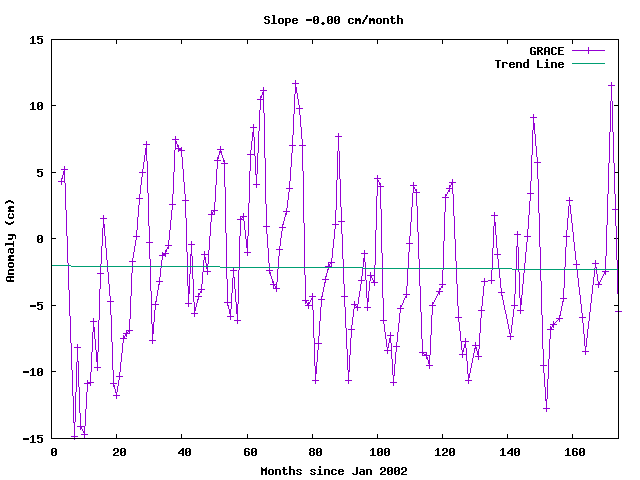 Slope -0.00 cm/month
GRACE
Trend Line
15
10
5
0
-5
-10
-15
Anomaly (cm)
0 20 40 60 80 100 120 140 160
Months since Jan 2002